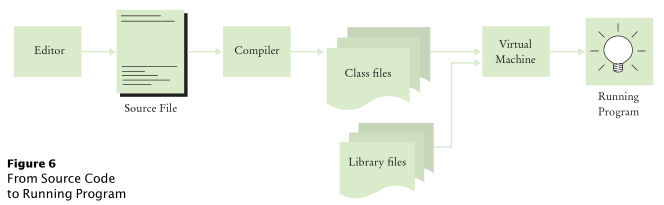 Editor
Source File
Compiler
Class files
Virtual
Machine
Running
Program
Library files
Figure 6
From Source Code
to Running Program